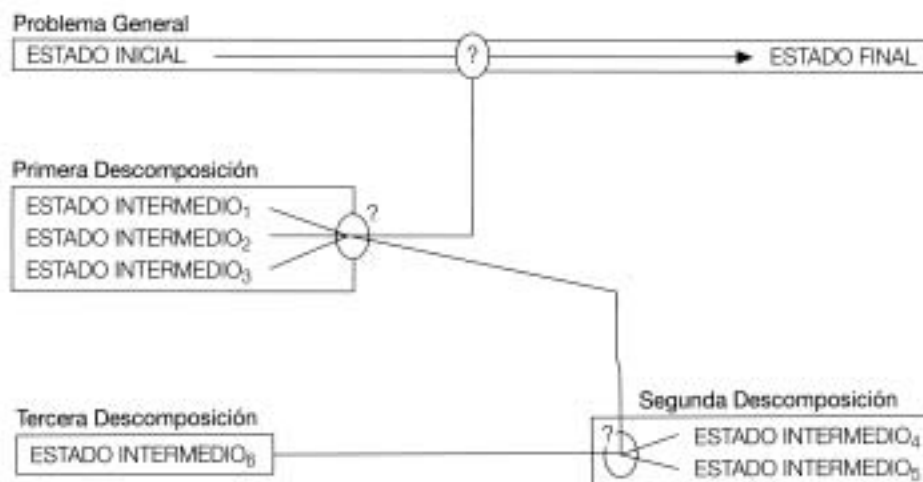 Problema General
ESTADO INICIAL ? ESTADO FINAL
Primera Descomposición
ESTADO INTERMEDIO₁ ?
ESTADO INTERMEDIO₂
ESTADO INTERMEDIO₃
Segunda Descomposición
? ESTADO INTERMEDIO₄
ESTADO INTERMEDIO₅
Tercera Descomposición
ESTADO INTERMEDIO₆